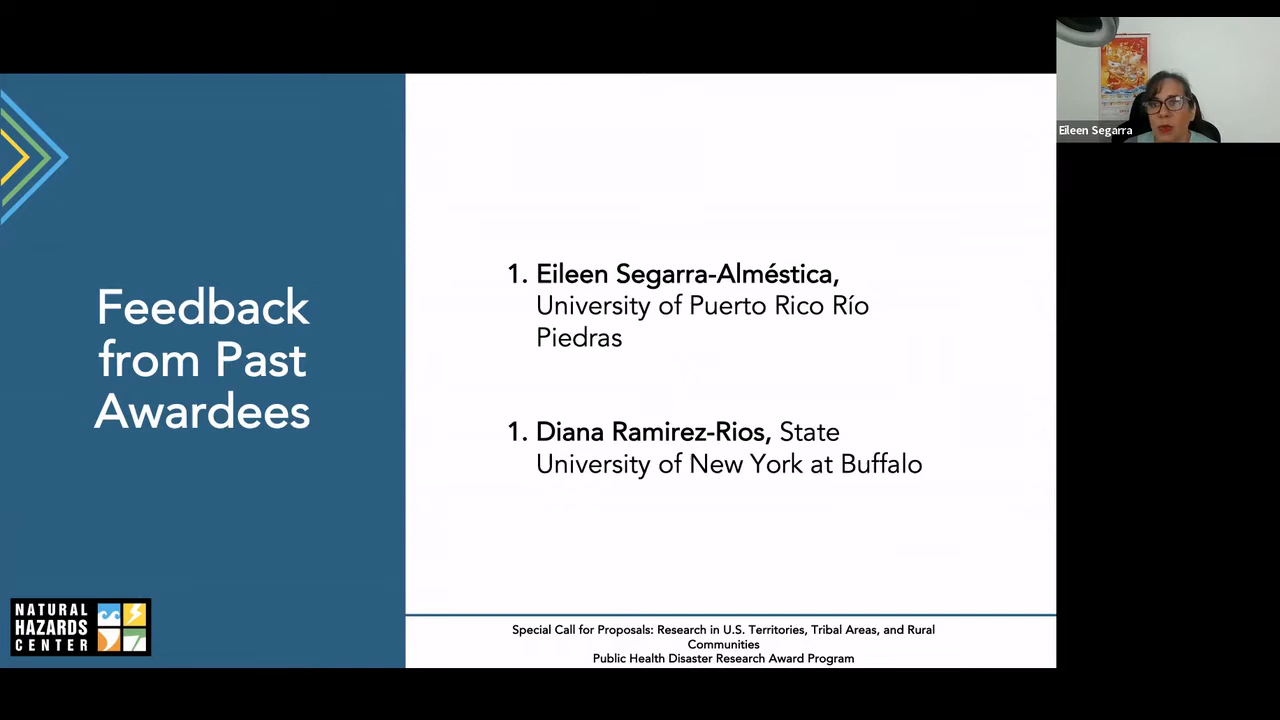 Eileen Segarra
Feedback
from Past
Awardees
1. Eileen Segarra-Alméstica,
University of Puerto Rico Río
Piedras
1. Diana Ramirez-Rios, State
University of New York at Buffalo
NATURAL
HAZARDS
CENTER
Special Call for Proposals: Research in U.S. Territories, Tribal Areas, and Rural
Communities
Public Health Disaster Research Award Program